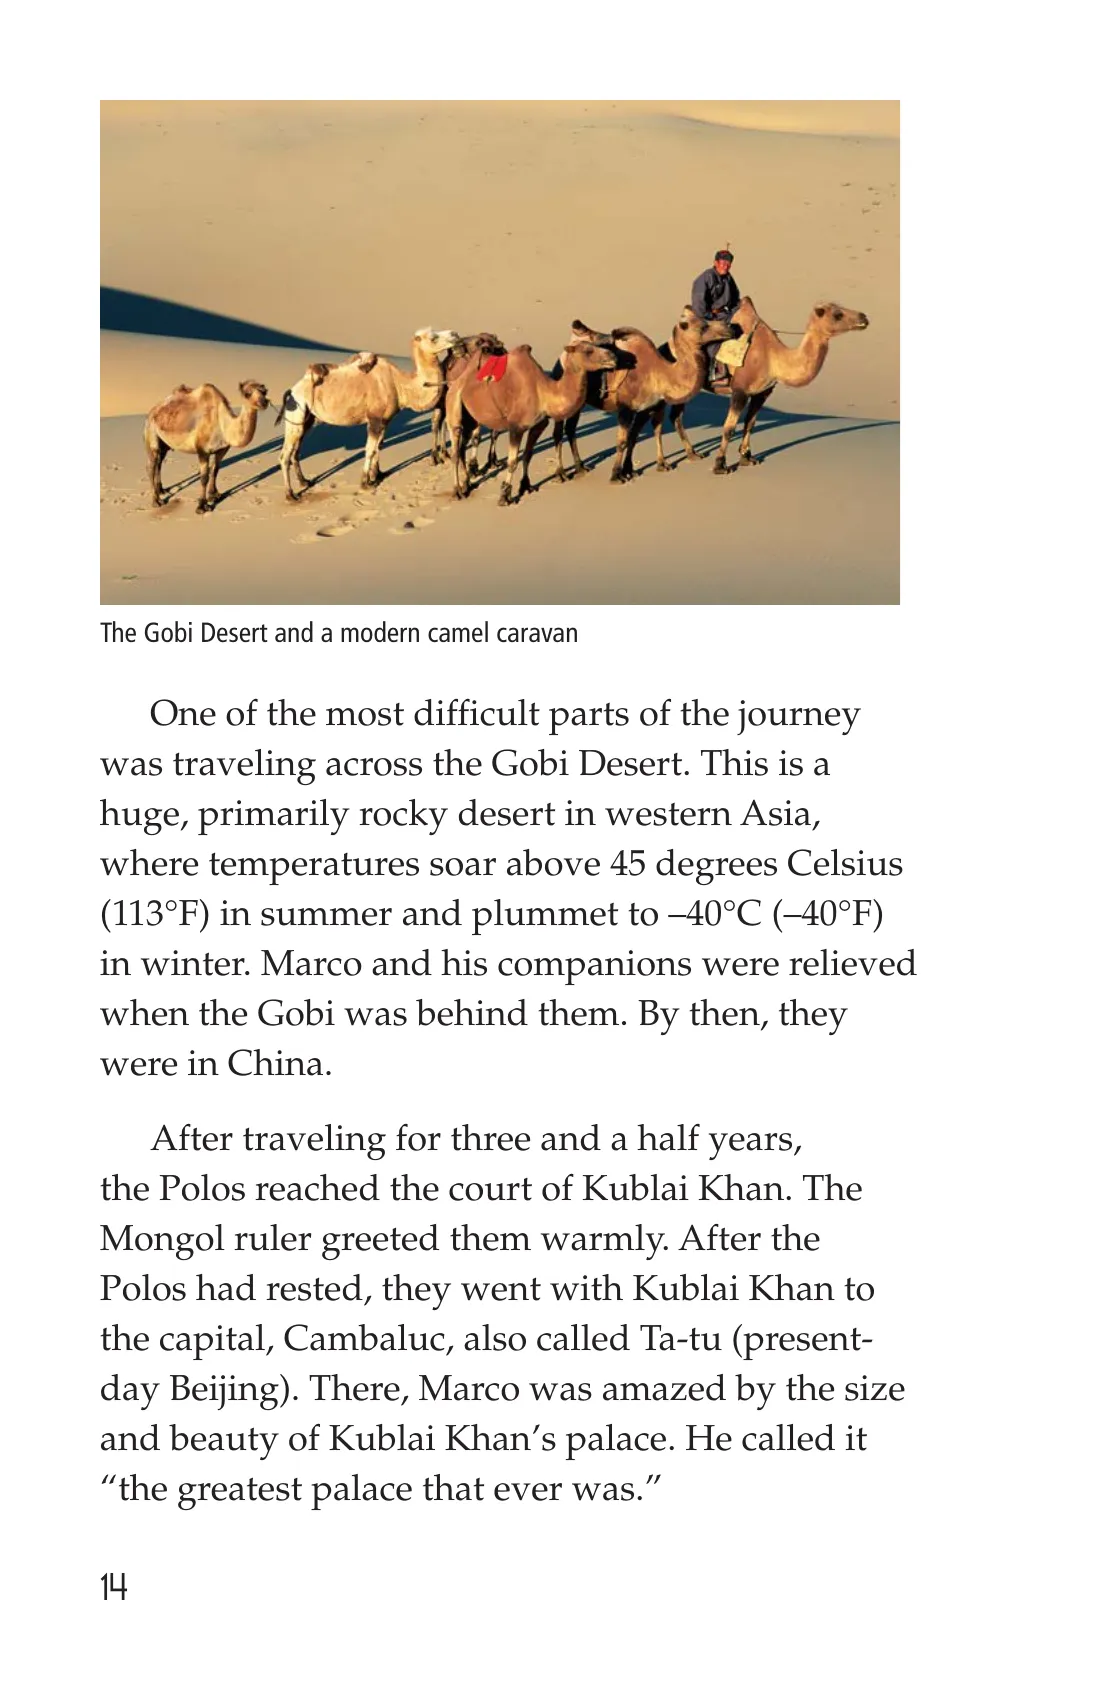 The Gobi Desert and a modern camel caravan
One of the most difficult parts of the journey
was traveling across the Gobi Desert. This is a
huge, primarily rocky desert in western Asia,
where temperatures soar above 45 degrees Celsius
(113°F) in summer and plummet to –40°C (–40°F)
in winter. Marco and his companions were relieved
when the Gobi was behind them. By then, they
were in China.
After traveling for three and a half years,
the Polos reached the court of Kublai Khan. The
Mongol ruler greeted them warmly. After the
Polos had rested, they went with Kublai Khan to
the capital, Cambaluc, also called Ta-tu (present-
day Beijing). There, Marco was amazed by the size
and beauty of Kublai Khan’s palace. He called it
“the greatest palace that ever was.”
14